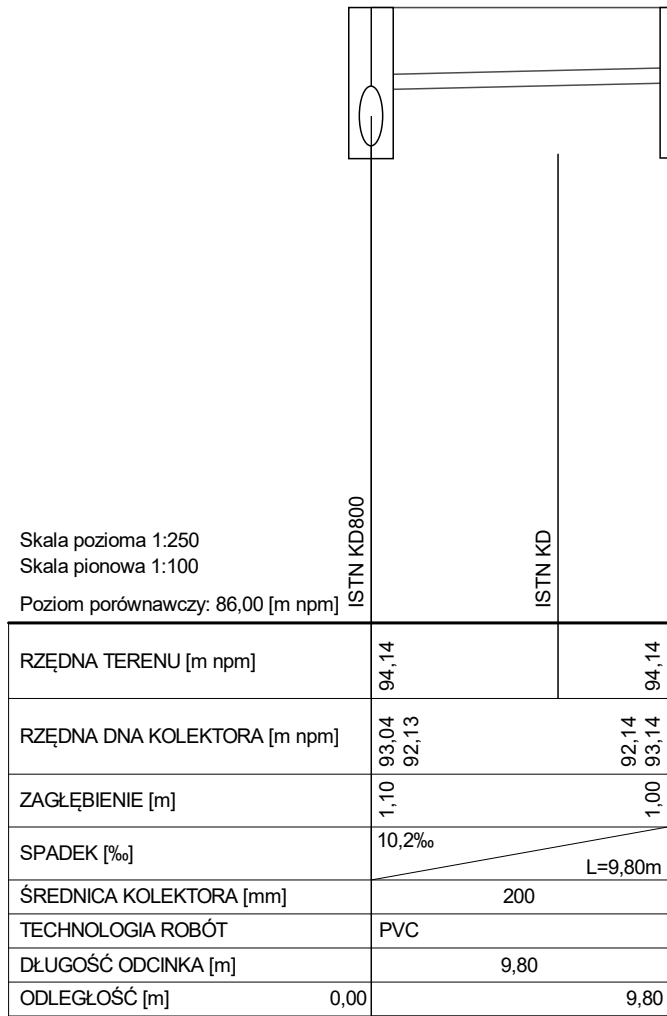 ISTN KD800
ISTN KD
Skala pozioma 1:250
Skala pionowa 1:100
Poziom porównawczy: 86,00 [m npm]
RZĘDNA TERENU [m npm] 94,14 94,14
RZĘDNA DNA KOLEKTORA [m npm] 93,04 92,13 92,14 93,14
ZAGŁĘBIENIE [m] 1,10 1,00
SPADEK [‰] 10,2‰ L=9,80m
ŚREDNICA KOLEKTORA [mm] 200
TECHNOLOGIA ROBÓT PVC
DŁUGOŚĆ ODCINKA [m] 9,80
ODLEGŁOŚĆ [m] 0,00 9,80